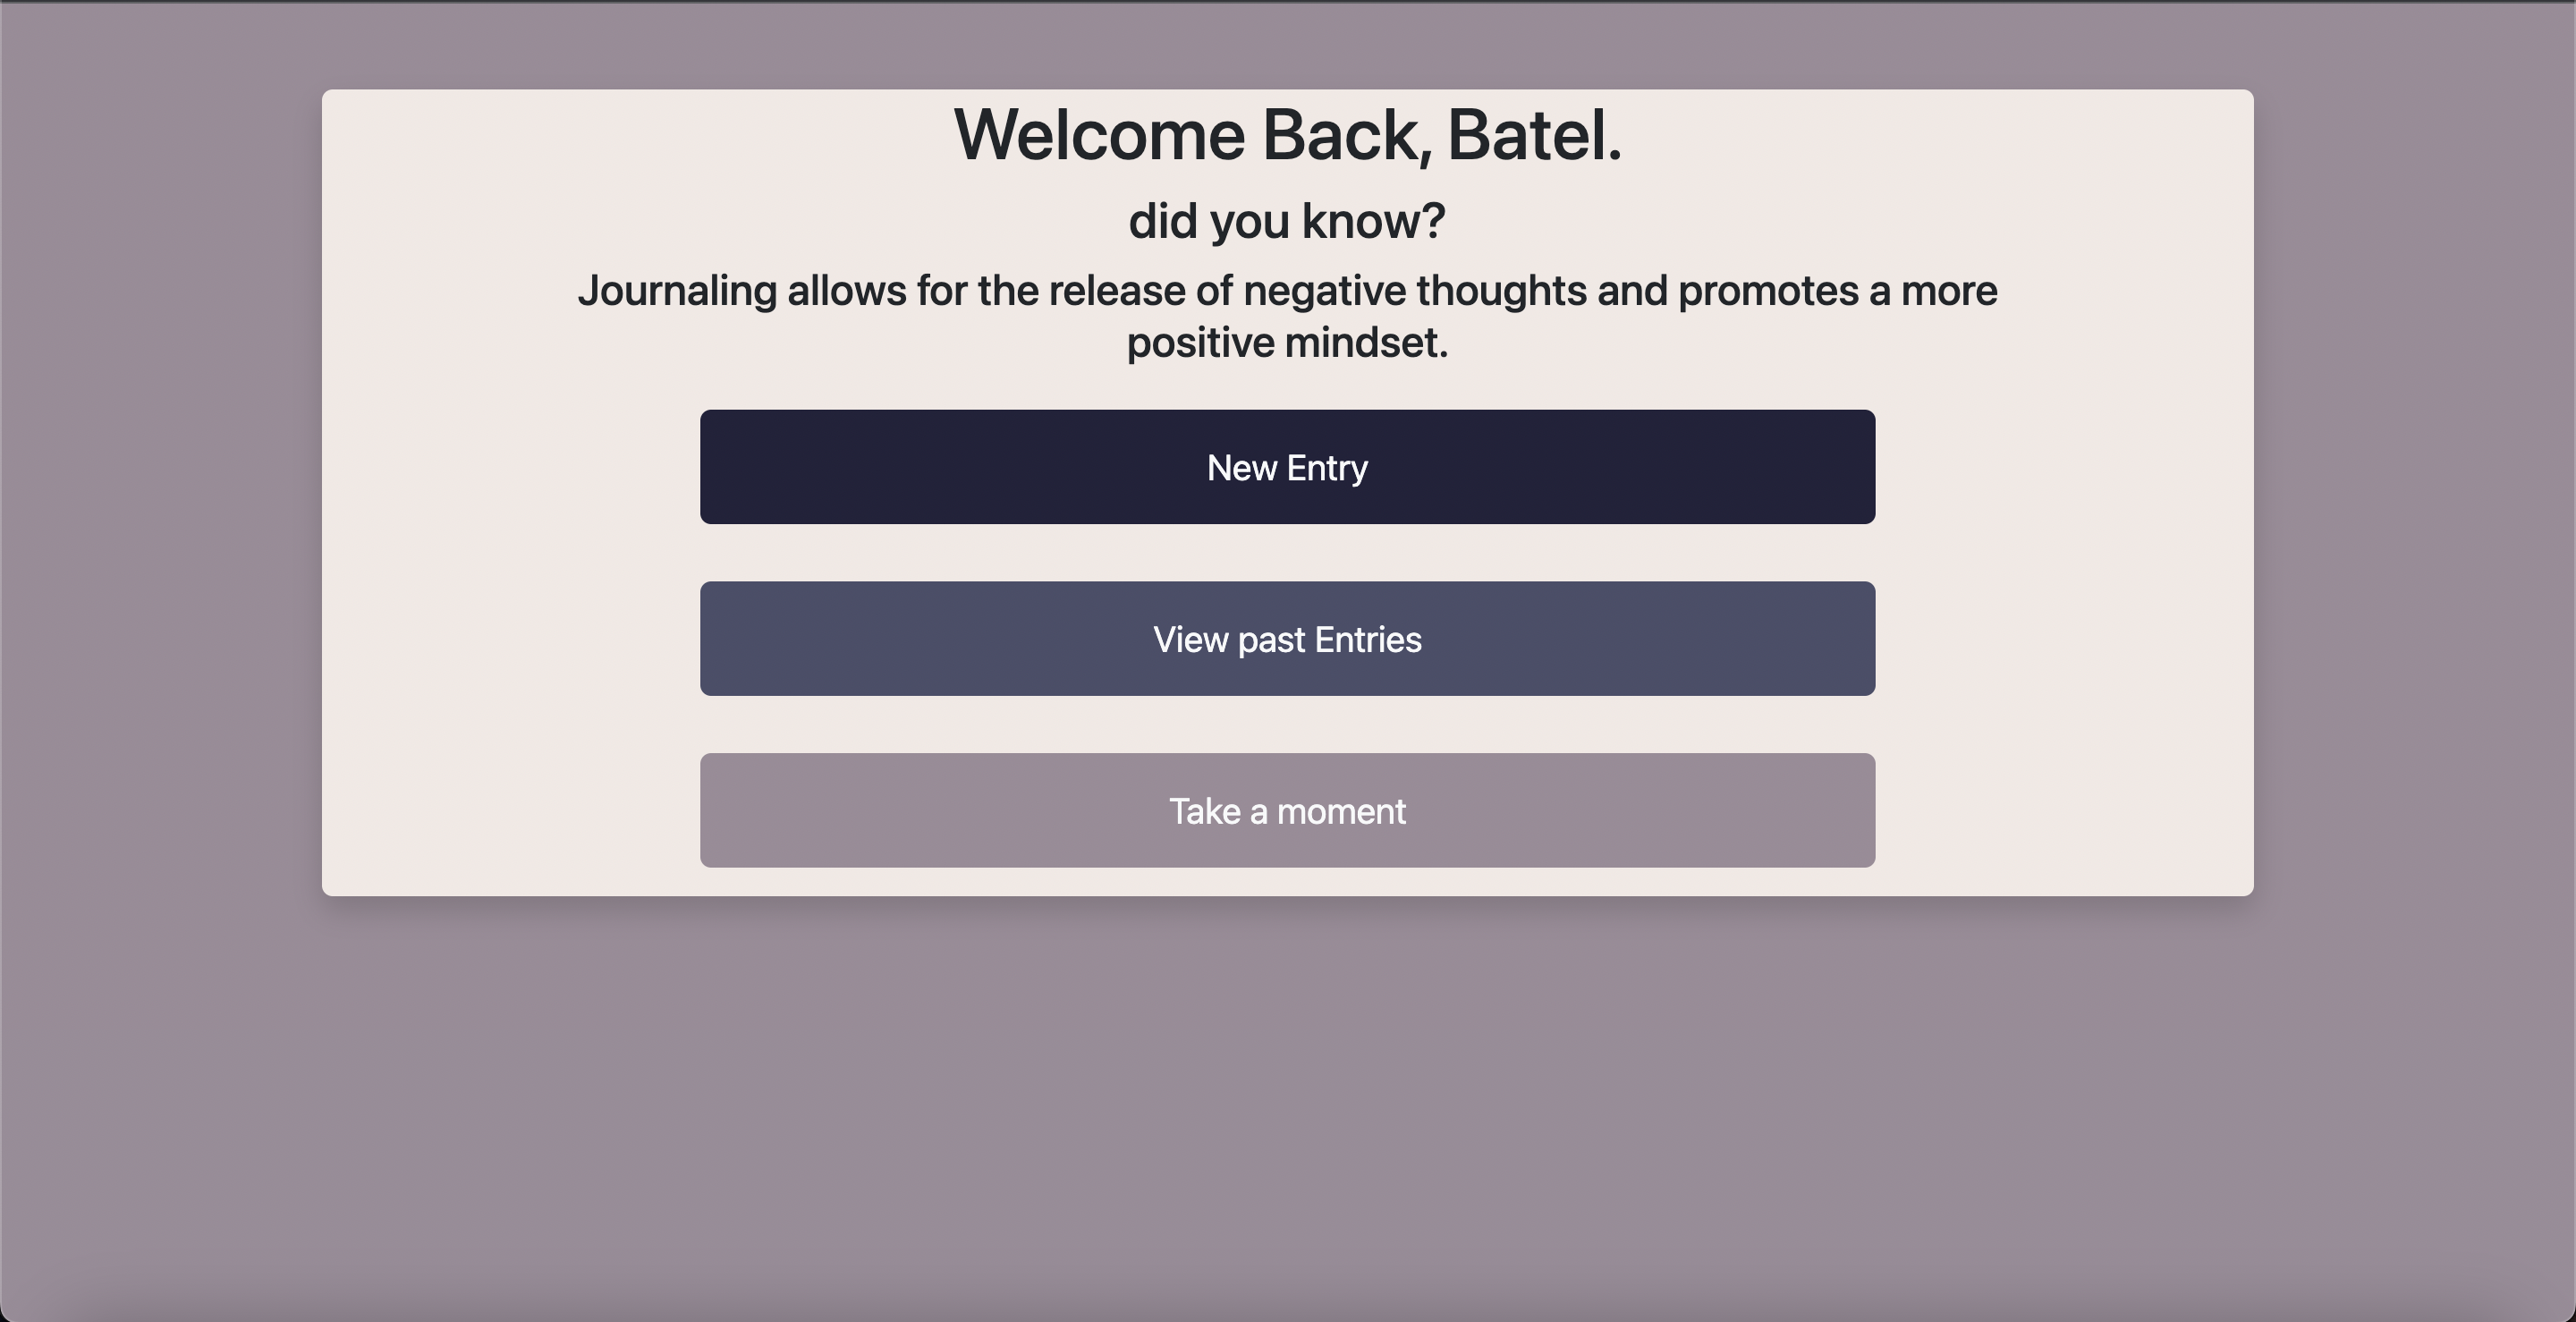 Welcome Back, Batel.
did you know?
Journaling allows for the release of negative thoughts and promotes a more
positive mindset.
New Entry
View past Entries
Take a moment